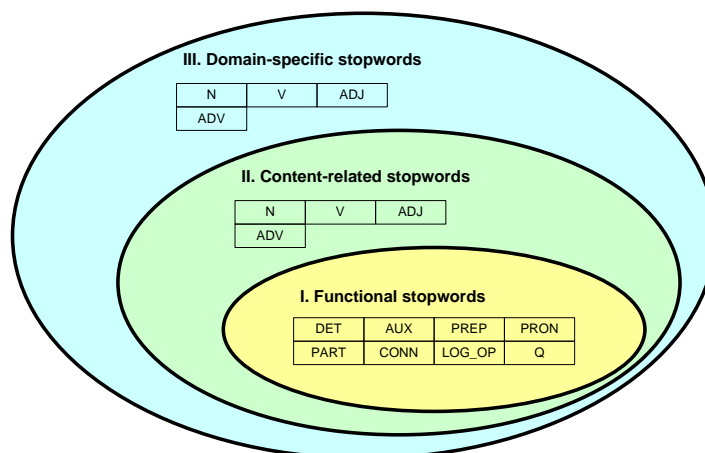 III. Domain-specific stopwords
N V ADJ
ADV
II. Content-related stopwords
N V ADJ
ADV
I. Functional stopwords
DET AUX PREP PRON
PART CONN LOG_OP Q